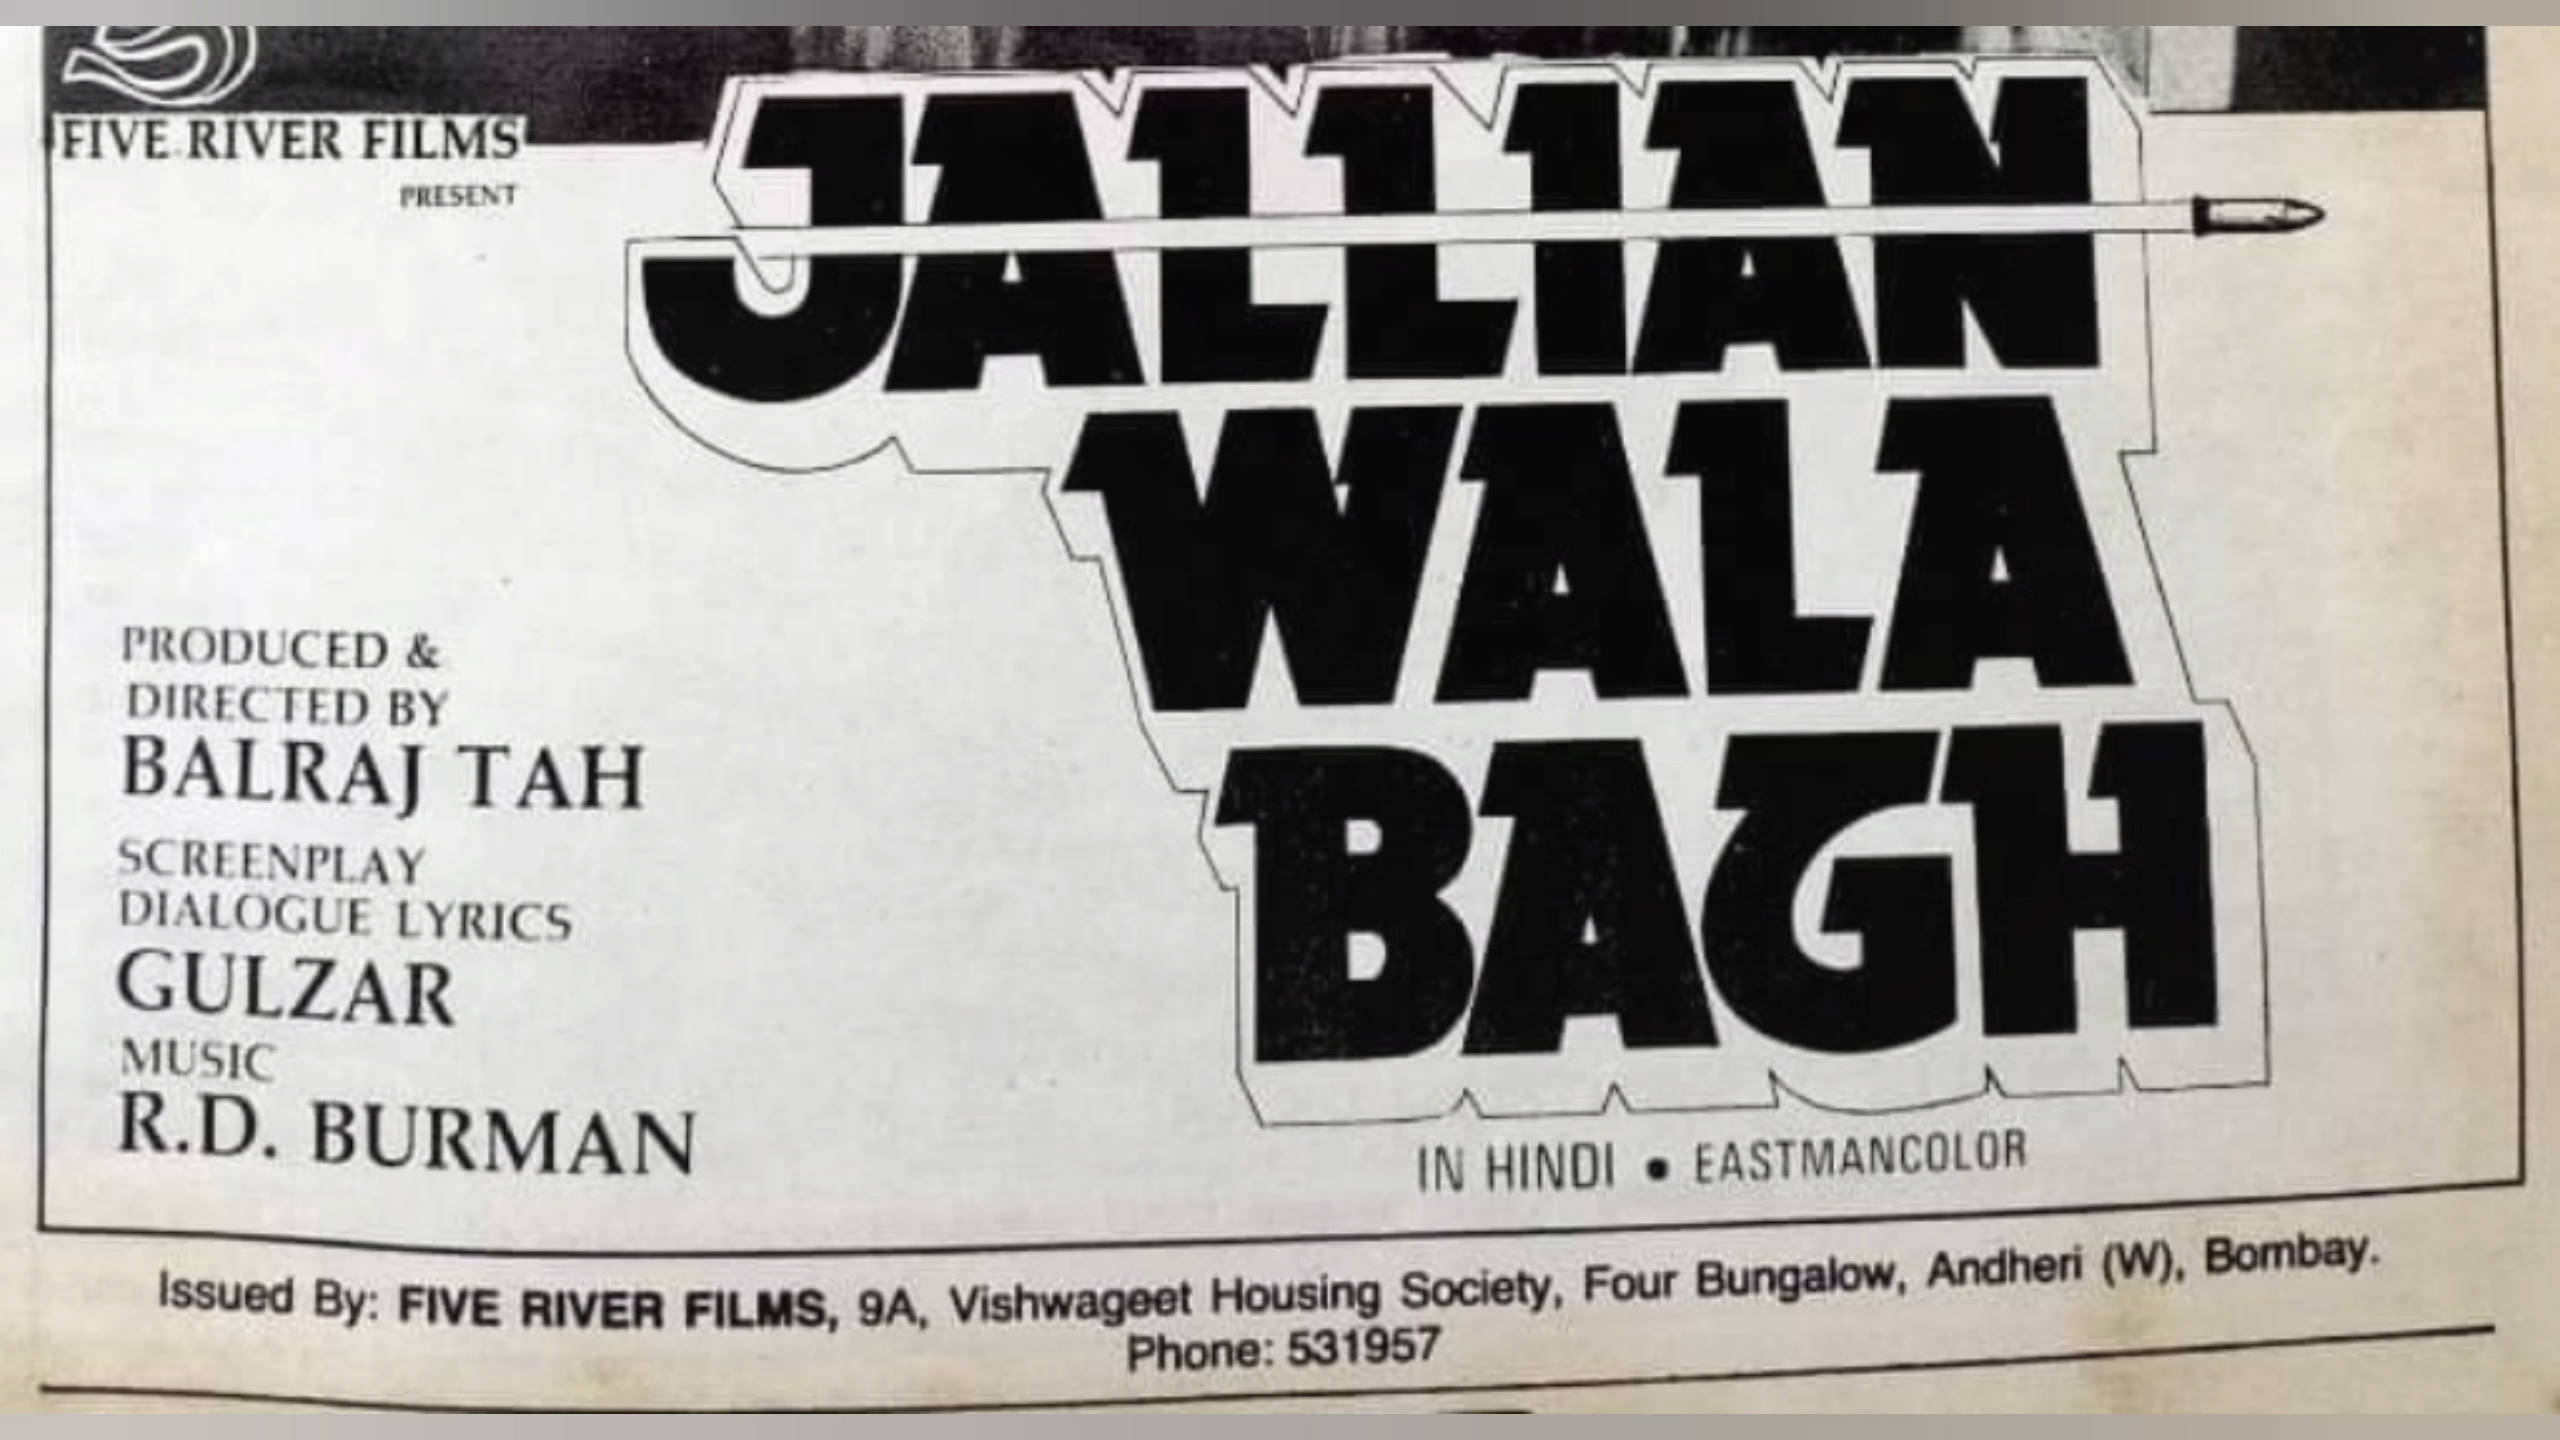 FIVE RIVER FILMS
PRESENT
JALLIAN
WALA
BAGH
PRODUCED &
DIRECTED BY
BALRAJ TAH
SCREENPLAY
DIALOGUE LYRICS
GULZAR
MUSIC
R.D. BURMAN
IN HINDI • EASTMANCOLOR
Issued By: FIVE RIVER FILMS, 9A, Vishwageet Housing Society, Four Bungalow, Andheri (W), Bombay.
Phone: 531957